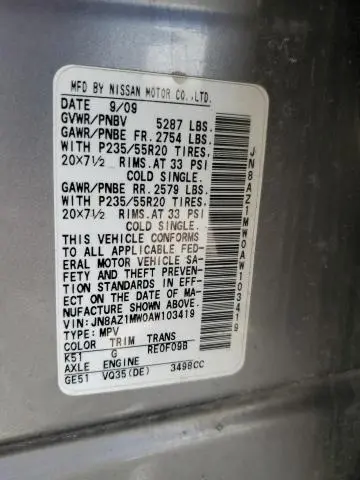 MFD BY NISSAN MOTOR CO.,LTD.
DATE 9/09
GVWR/PNBV 5287 LBS.
GAWR/PNBE FR. 2754 LBS.
WITH P235/55R20 TIRES,
20×7½ RIMS.AT 33 PSI
COLD SINGLE.
GAWR/PNBE RR. 2579 LBS.
WITH P235/55R20 TIRES,
20×7½ RIMS.AT 33 PSI
COLD SINGLE.
THIS VEHICLE CONFORMS
TO ALL APPLICABLE FED-
ERAL MOTOR VEHICLE SA-
FETY AND THEFT PREVEN-
TION STANDARDS IN EFF-
ECT ON THE DATE OF MA-
NUFACTURE SHOWN ABOVE.
VIN: JN8AZ1MW0AW103419
TYPE: MPV
COLOR TRIM TRANS
K51 G RE0F09B
AXLE ENGINE
GE51 VQ35(DE) 3498CC
JN8AZ1MW0AW103419